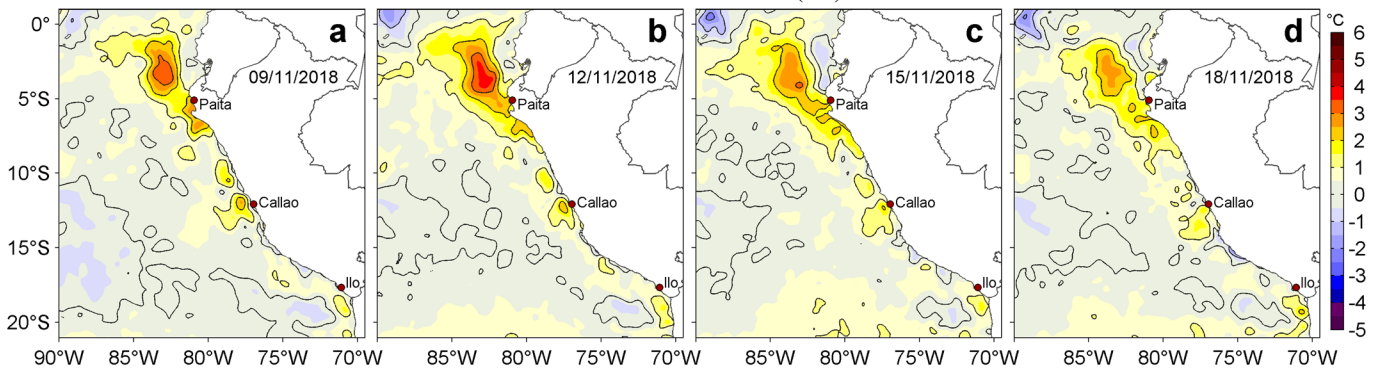 a
b
c
d
°C
09/11/2018
12/11/2018
15/11/2018
18/11/2018
Paita
Paita
Paita
Paita
Callao
Callao
Callao
Callao
Ilo
Ilo
Ilo
Ilo
0°
5°S
10°S
15°S
20°S
90°W 85°W 80°W 75°W 70°W
85°W 80°W 75°W 70°W
85°W 80°W 75°W 70°W
85°W 80°W 75°W 70°W
6
5
4
3
2
1
0
-1
-2
-3
-4
-5